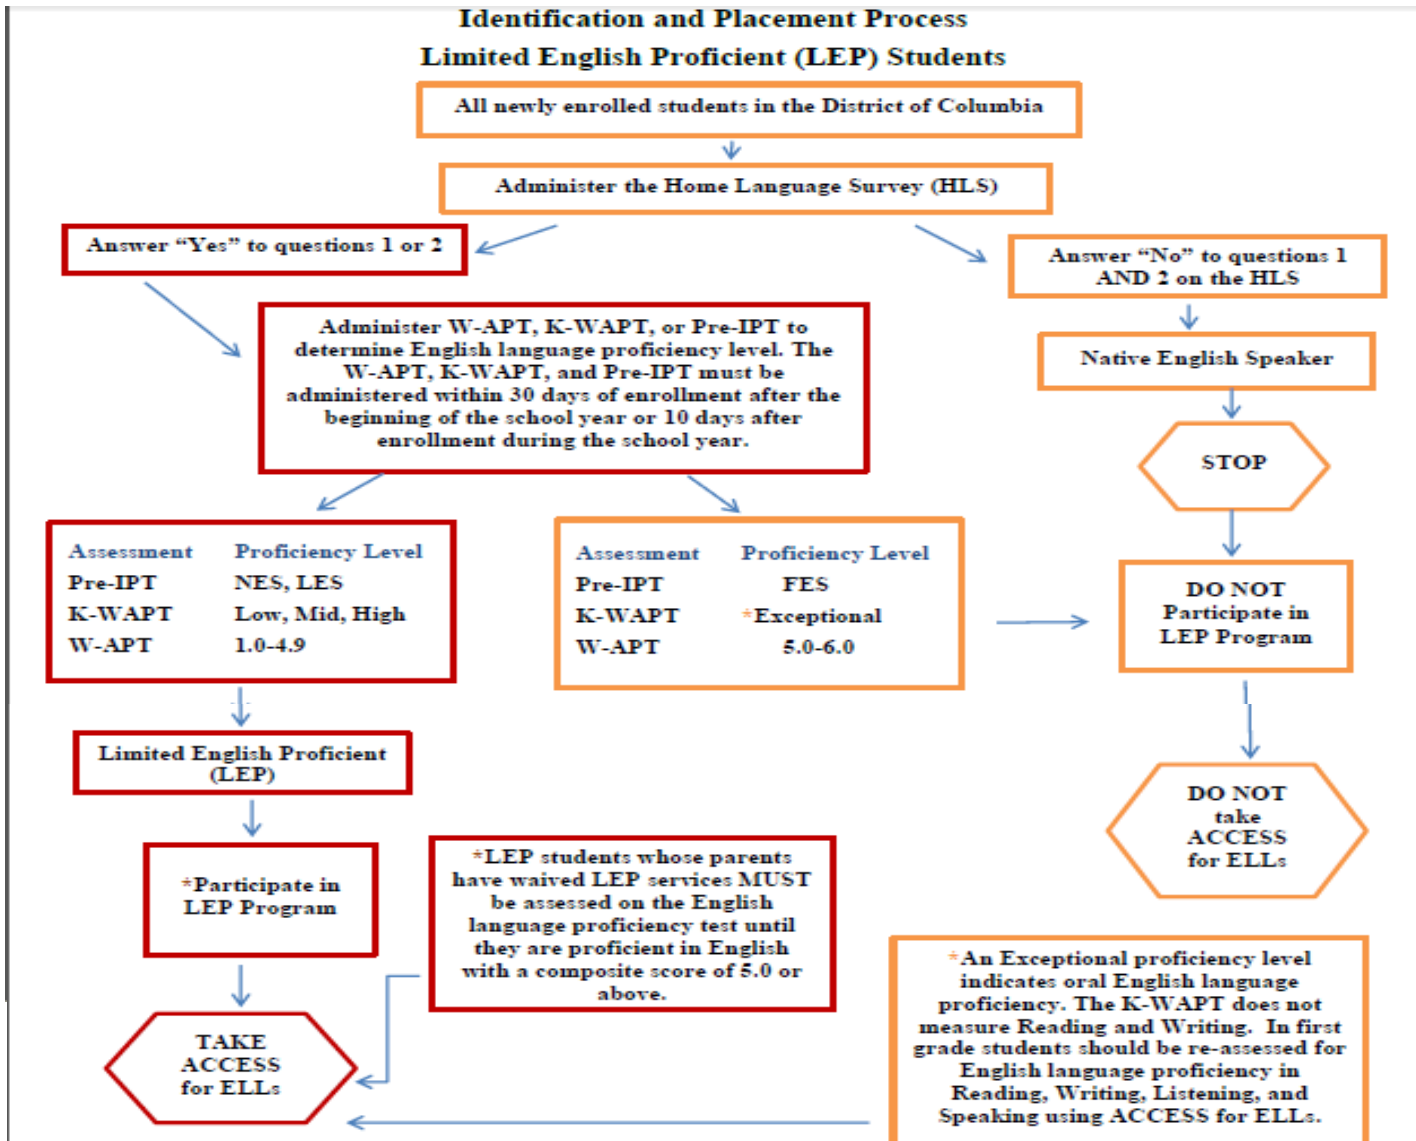 Identification and Placement Process
Limited English Proficient (LEP) Students
All newly enrolled students in the District of Columbia
Administer the Home Language Survey (HLS)
Answer “Yes” to questions 1 or 2
Answer “No” to questions 1
AND 2 on the HLS
Administer W-APT, K-WAPT, or Pre-IPT to
determine English language proficiency level. The
W-APT, K-WAPT, and Pre-IPT must be
administered within 30 days of enrollment after the
beginning of the school year or 10 days after
enrollment during the school year.
Native English Speaker
STOP
Assessment Proficiency Level
Pre-IPT NES, LES
K-WAPT Low, Mid, High
W-APT 1.0-4.9
Assessment Proficiency Level
Pre-IPT FES
K-WAPT *Exceptional
W-APT 5.0-6.0
DO NOT
Participate in
LEP Program
Limited English Proficient
(LEP)
DO NOT
take
ACCESS
for ELLs
*Participate in
LEP Program
*LEP students whose parents
have waived LEP services MUST
be assessed on the English
language proficiency test until
they are proficient in English
with a composite score of 5.0 or
above.
*An Exceptional proficiency level
indicates oral English language
proficiency. The K-WAPT does not
measure Reading and Writing. In first
grade students should be re-assessed for
English language proficiency in
Reading, Writing, Listening, and
Speaking using ACCESS for ELLs.
TAKE
ACCESS
for ELLs